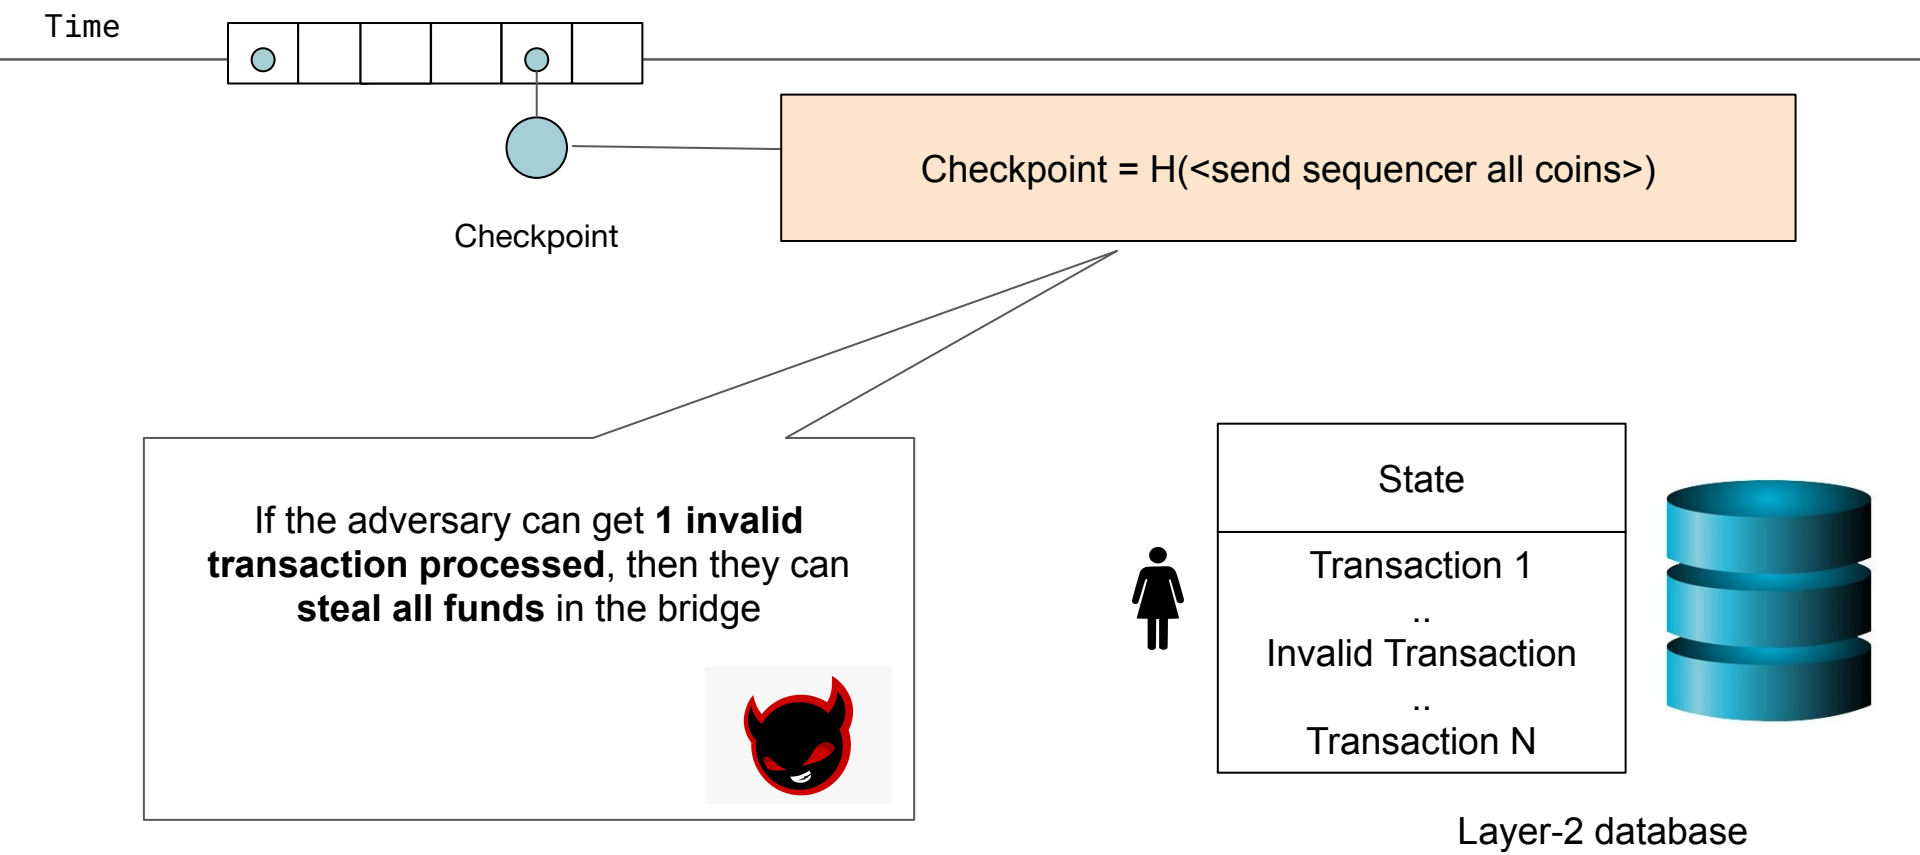 Time
Checkpoint = H(<send sequencer all coins>)
Checkpoint
If the adversary can get 1 invalid
transaction processed, then they can
steal all funds in the bridge
State
Transaction 1
..
Invalid Transaction
..
Transaction N
Layer-2 database